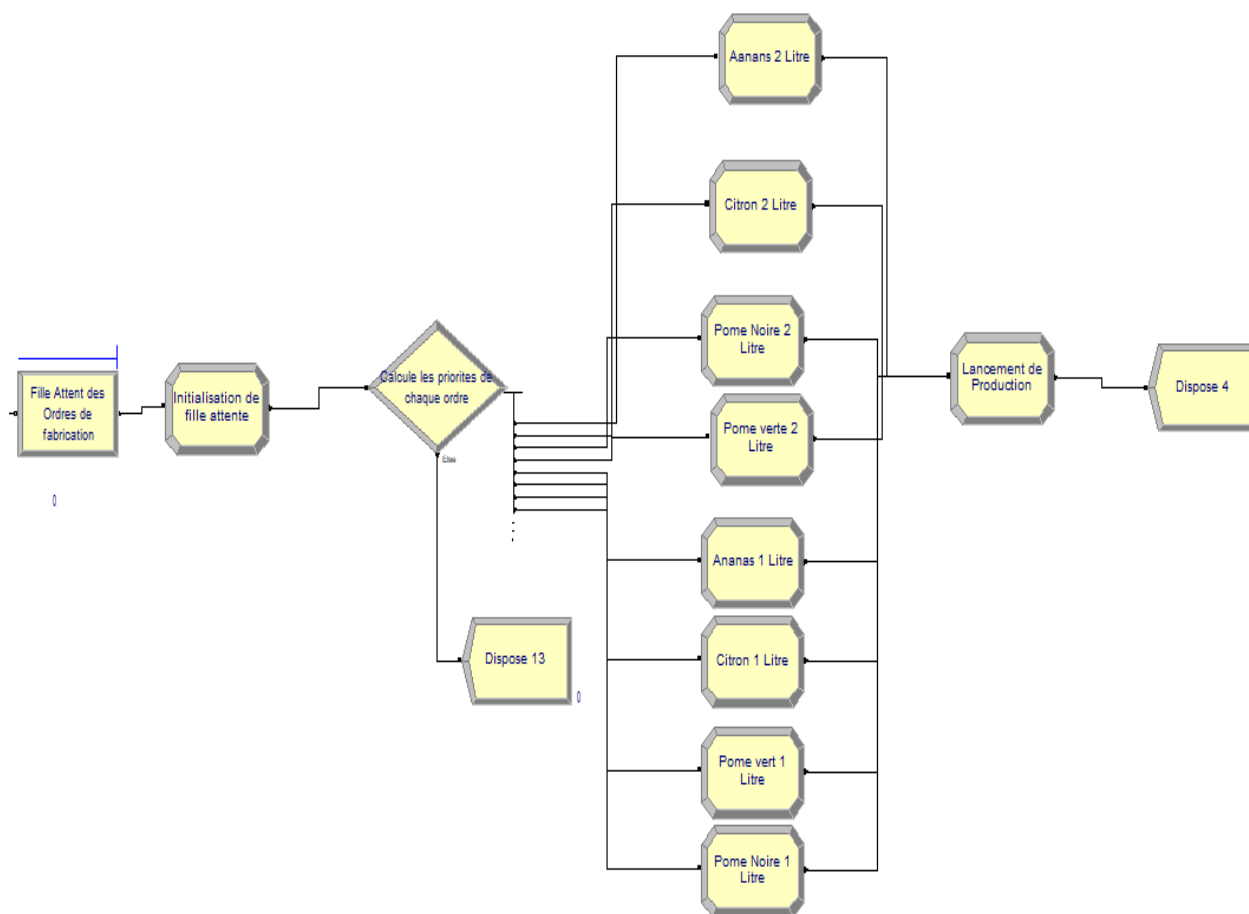 Aanans 2 Litre
Citron 2 Litre
Pome Noire 2
Litre
Pome verte 2
Litre
Fille Attent des
Ordres de
fabrication
0
Initialisation de
fille attente
Calcule les priorites de
chaque ordre
Else
Dispose 13
0
Ananas 1 Litre
Citron 1 Litre
Pome vert 1
Litre
Pome Noire 1
Litre
Lancement de
Production
Dispose 4